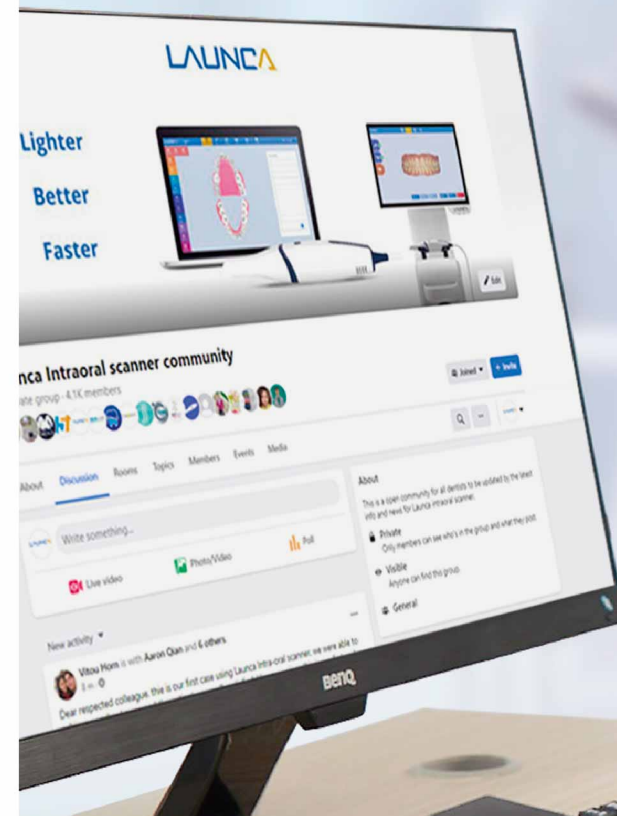 LAUNCA
Lighter
Better
Faster
Edit
nca Intraoral scanner community
ate group · 4.1K members
Joined
+ Invite
About
Discussion
Rooms
Topics
Members
Events
Media
LAUNCA
Write something...
Live video
Photo/Video
Poll
About
This is a open community for all dentists to be updated by the latest
info and news for Launca intraoral scanner.
Private
Only members can see who's in the group and what they post.
Visible
Anyone can find this group.
General
New activity
Vitou Horn is with Aaron Qian and 6 others.
Dear respected colleague, this is our first case using Launca Intra-oral scanner, we were able to
BenQ